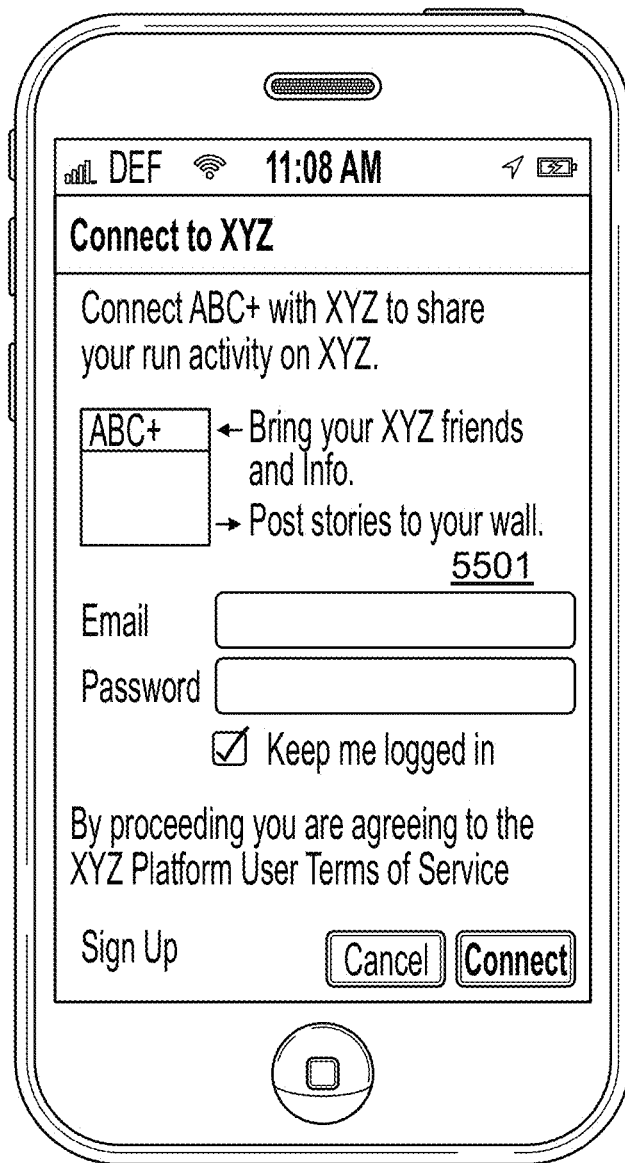 DEF 11:08 AM
Connect to XYZ
Connect ABC+ with XYZ to share
your run activity on XYZ.
ABC+
Bring your XYZ friends
and Info.
Post stories to your wall.
5501
Email
Password
Keep me logged in
By proceeding you are agreeing to the
XYZ Platform User Terms of Service
Sign Up Cancel Connect